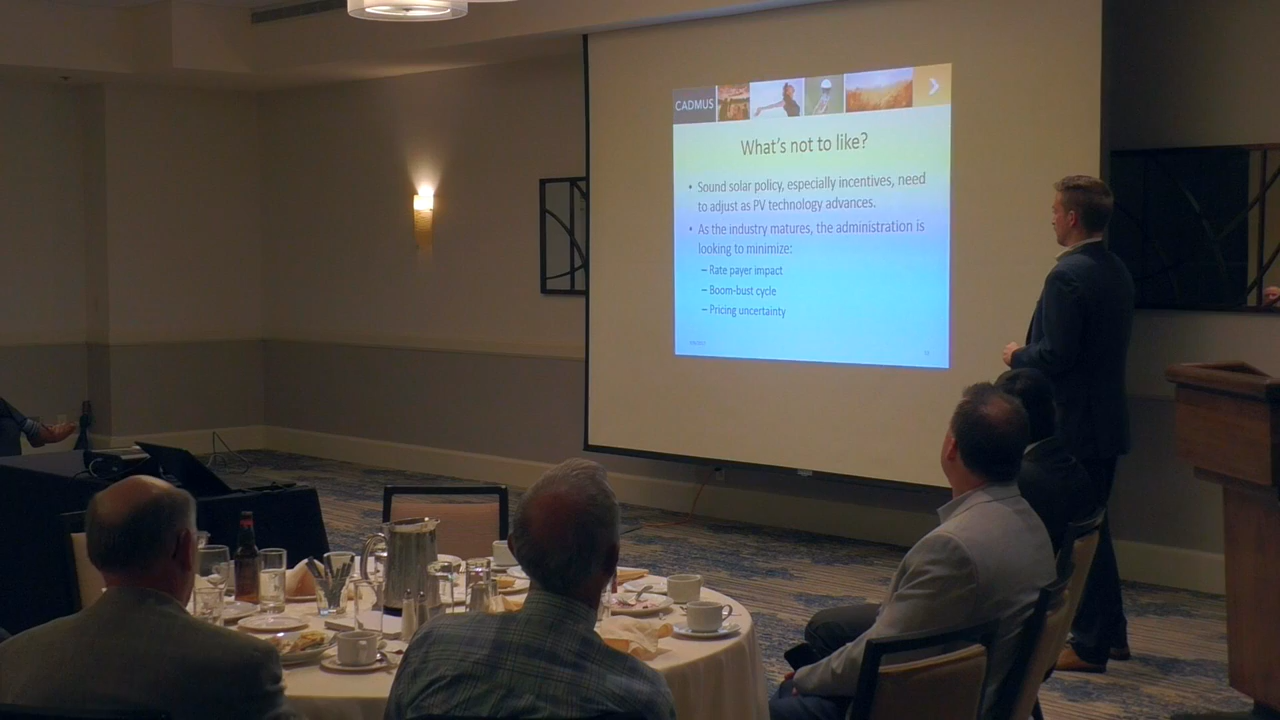 CADMUS
What's not to like?
• Sound solar policy, especially incentives, need
to adjust as PV technology advances.
• As the industry matures, the administration is
looking to minimize:
– Rate payer impact
– Boom-bust cycle
– Pricing uncertainty